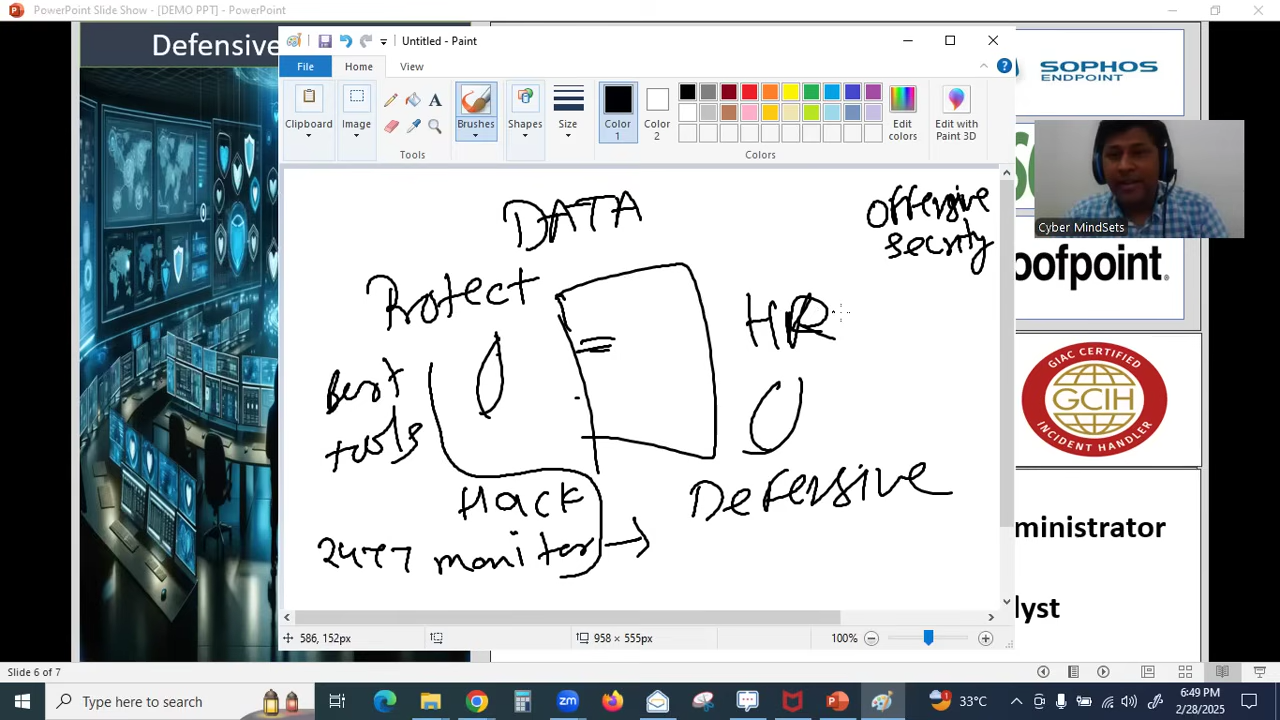 PowerPoint Slide Show - [DEMO PPT] - PowerPoint
Defensive
Untitled - Paint
File
Home
View
Clipboard
Image
Tools
Brushes
Shapes
Size
Color 1
Color 2
Edit colors
Edit with Paint 3D
Colors
SOPHOS
ENDPOINT
Cyber MindSets
DATA
Offensive
secrity
Protect
HR
Best
tools
Hack
Defensive
24*7 monitor →
oofpoint
GIAC CERTIFIED
GCIH
INCIDENT HANDLER
ministrator
lyst
586, 152px
958 × 555px
100%
Slide 6 of 7
Type here to search
33°C
6:49 PM
2/28/2025